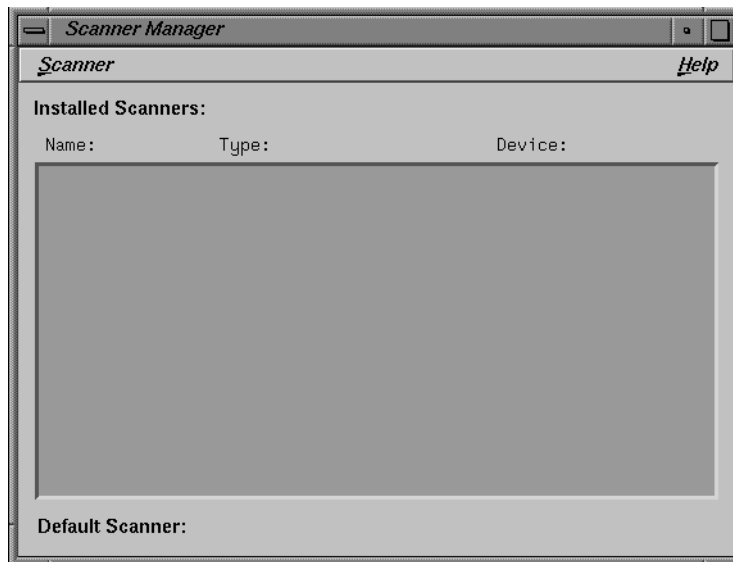 Scanner Manager
Scanner Help
Installed Scanners:
Name: Type: Device:
Default Scanner: